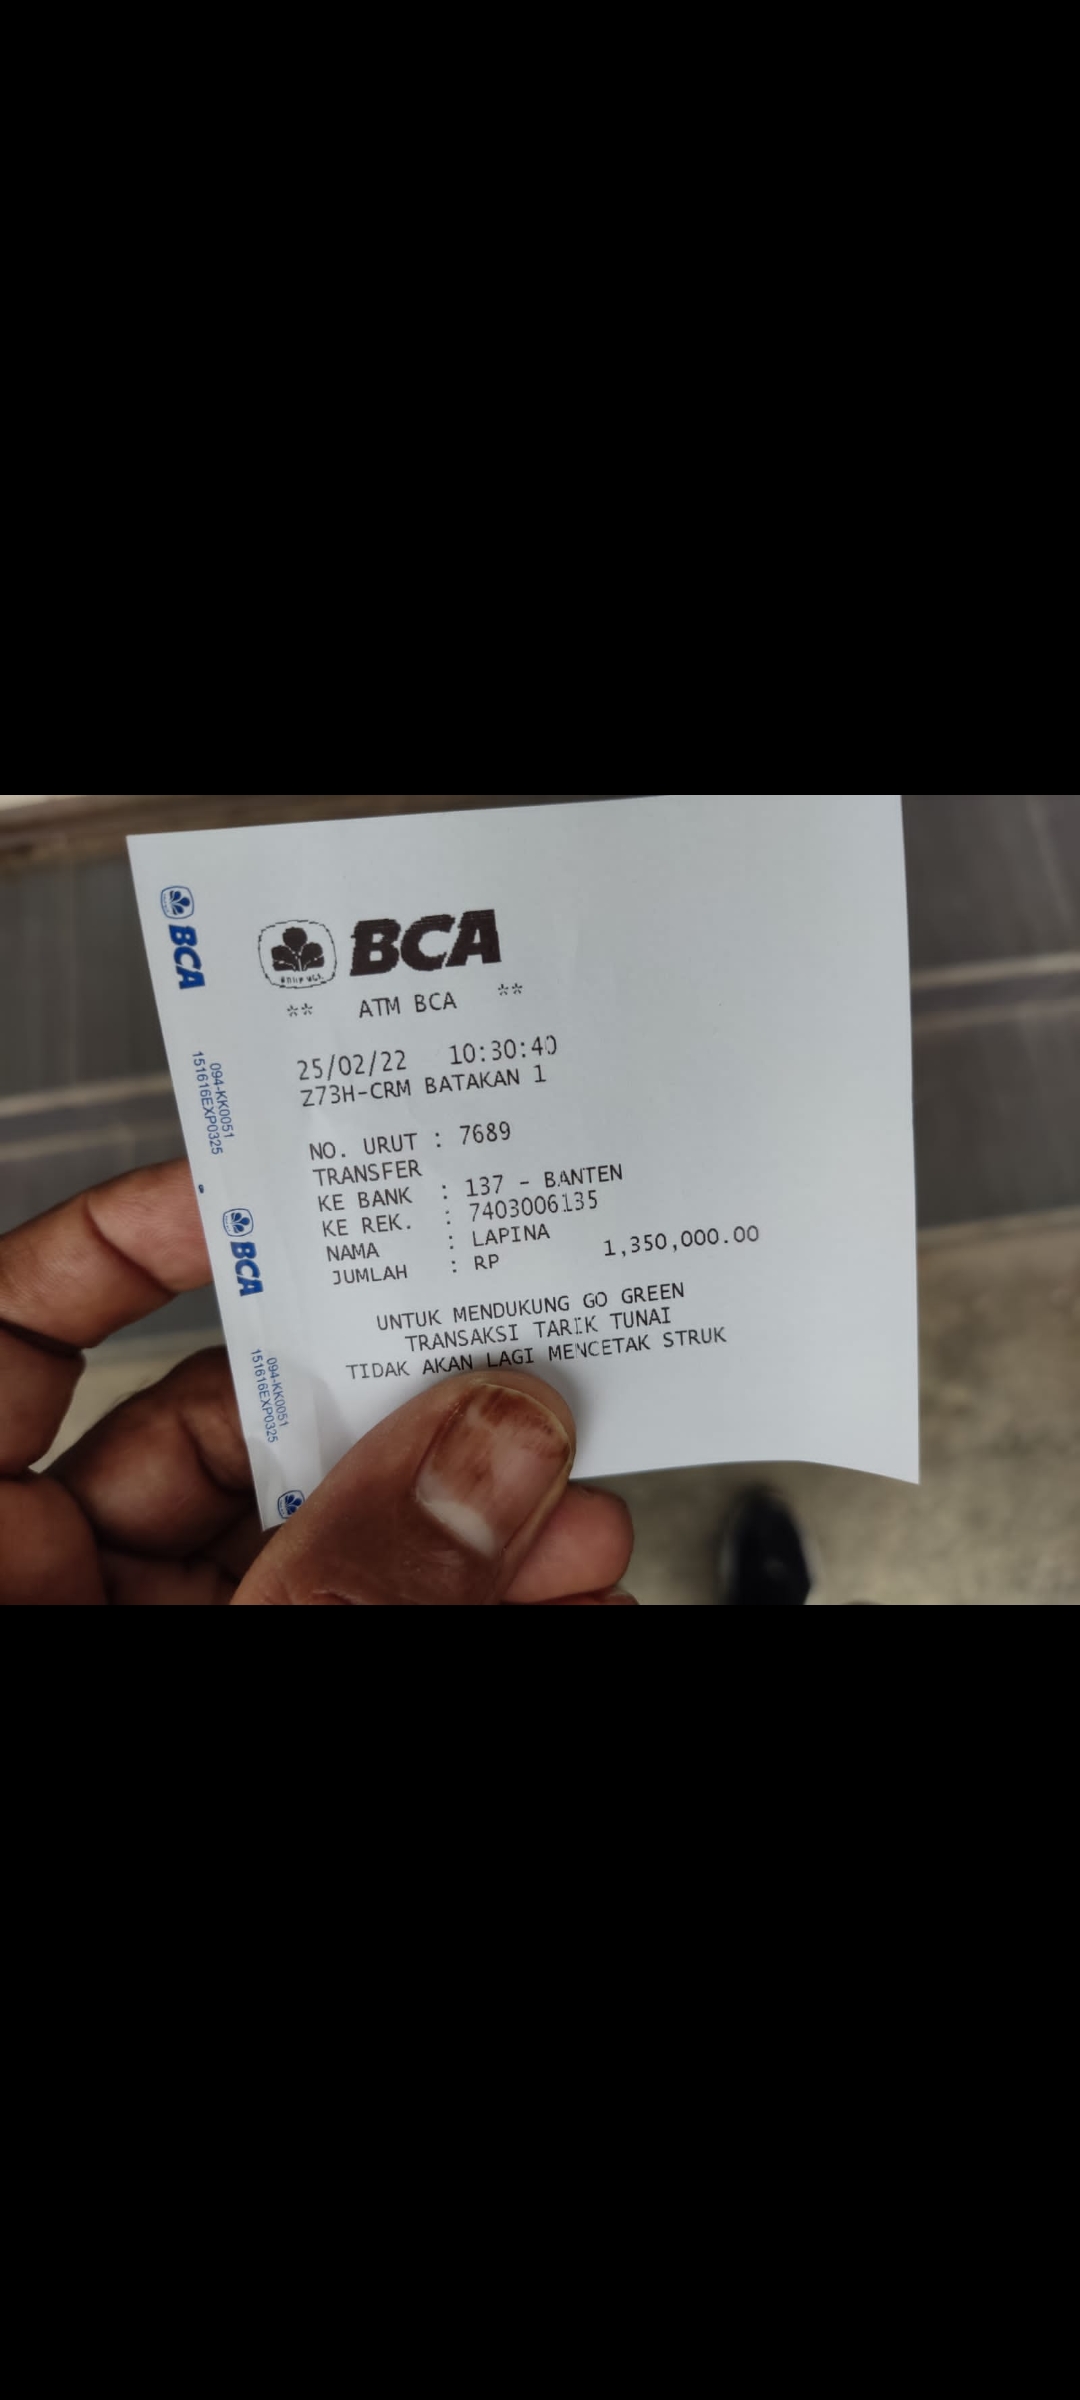 BCA
** ATM BCA **
25/02/22 10:30:40
Z73H-CRM BATAKAN 1
NO. URUT : 7689
TRANSFER
KE BANK : 137 - BANTEN
KE REK. : 7403006135
NAMA : LAPINA
JUMLAH : RP 1,350,000.00
UNTUK MENDUKUNG GO GREEN
TRANSAKSI TARIK TUNAI
TIDAK AKAN LAGI MENCETAK STRUK
BCA
094-KK0051
151616EXP0325
BCA
094-KK0051
151616EXP0325